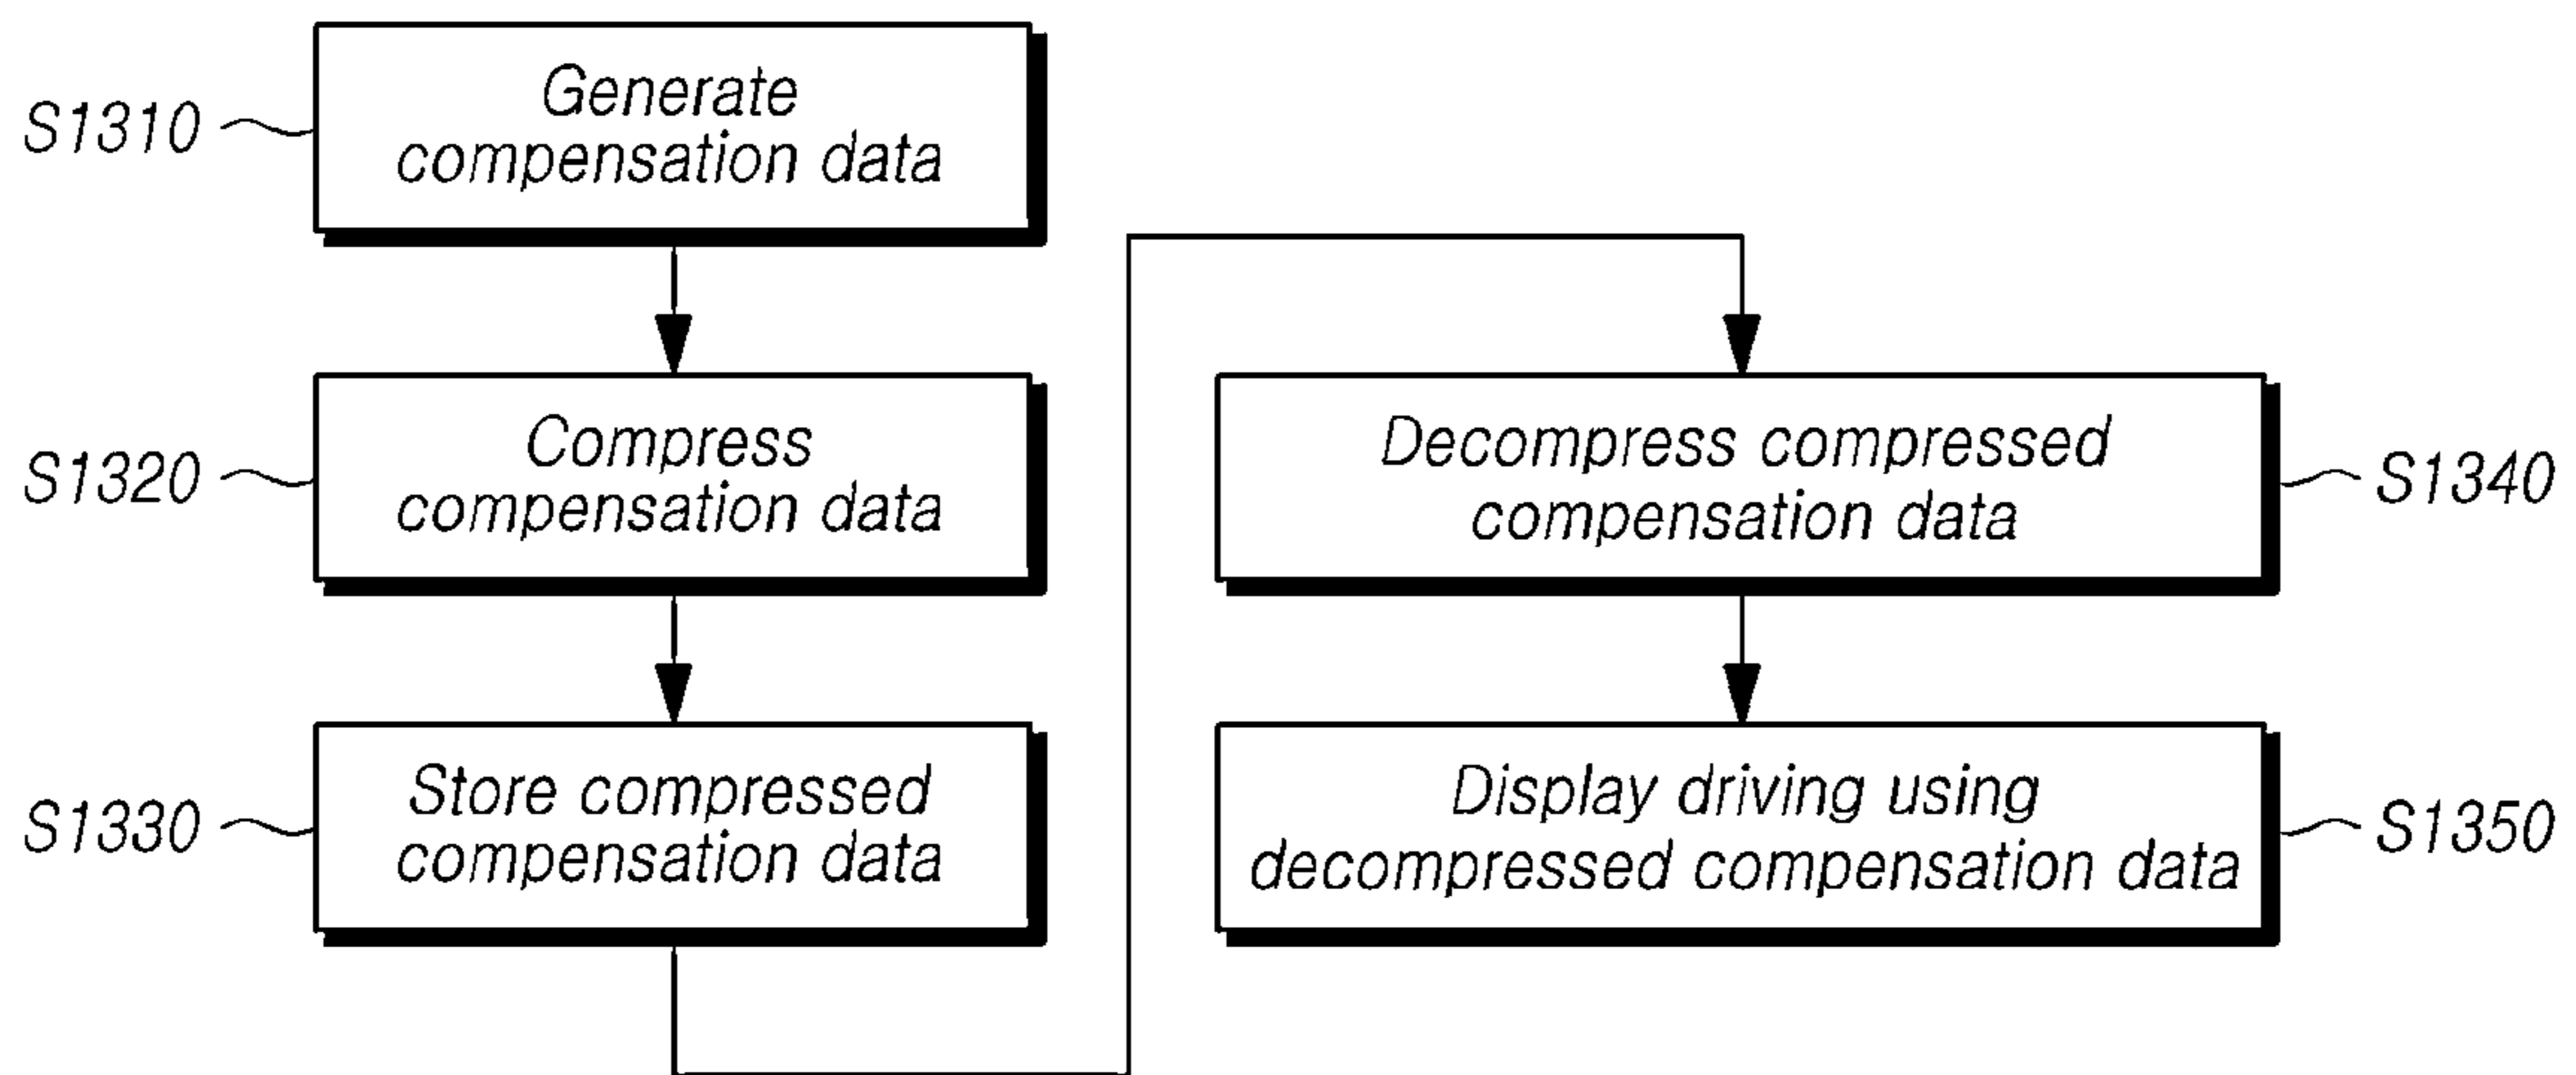 S1310
Generate
compensation data
S1320
Compress
compensation data
S1330
Store compressed
compensation data
Decompress compressed
compensation data
S1340
Display driving using
decompressed compensation data
S1350